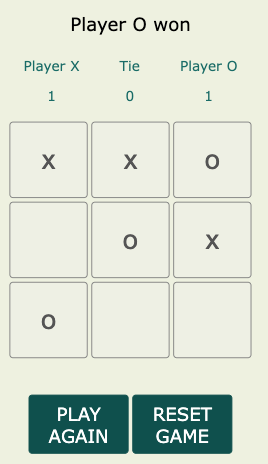 Player O won
Player X Tie Player O
1 0 1
X X O
O X
O
PLAY AGAIN
RESET GAME